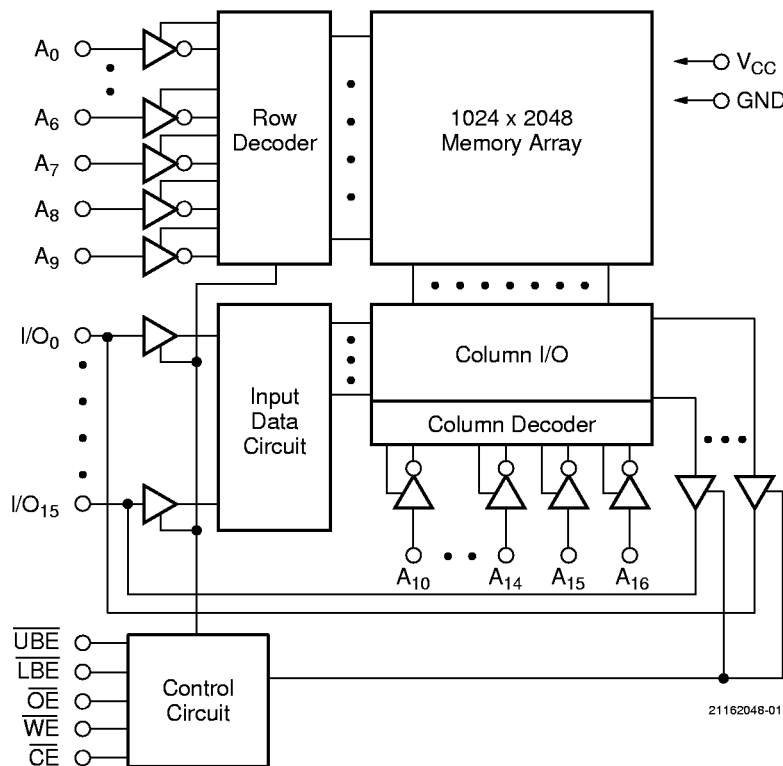 A0
A6
A7
A8
A9
Row
Decoder
1024 x 2048
Memory Array
VCC
GND
I/O0
I/O15
Input
Data
Circuit
Column I/O
Column Decoder
A10
A14
A15
A16
UBE
LBE
OE
WE
CE
Control
Circuit
21162048-01